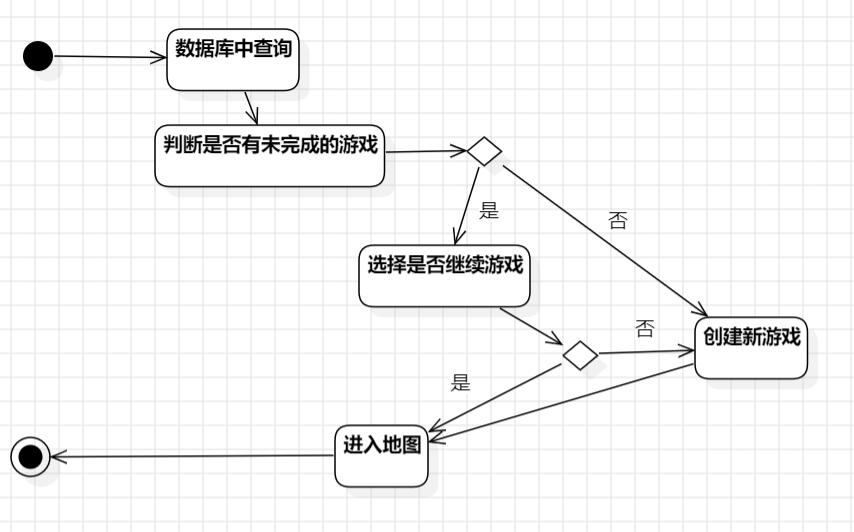 数据库中查询
判断是否有未完成的游戏
是
否
选择是否继续游戏
否
创建新游戏
是
进入地图